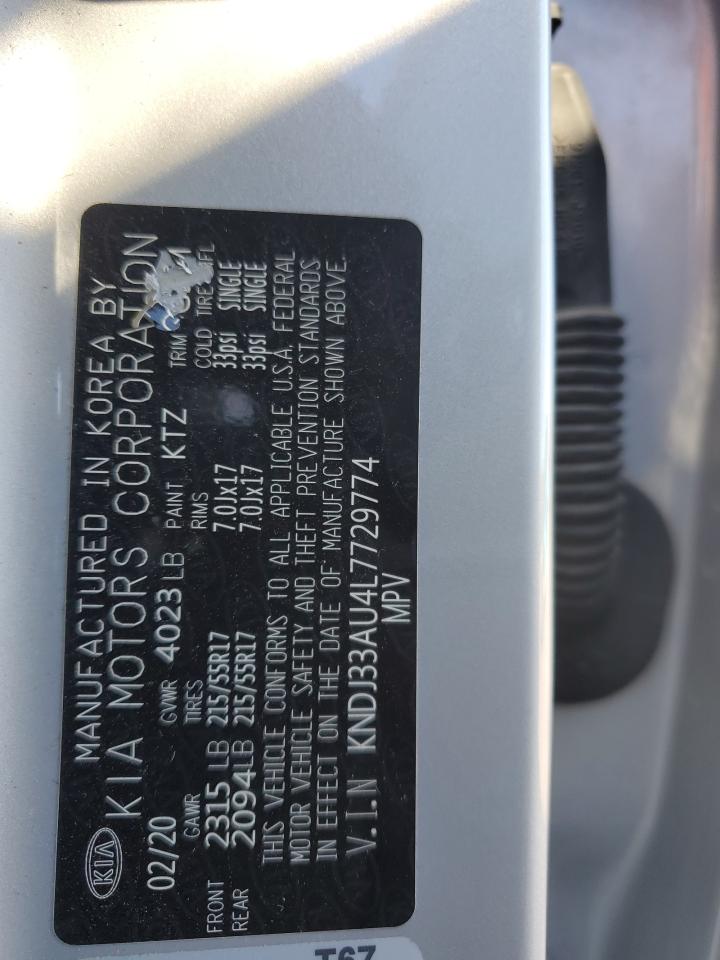 KIA
MANUFACTURED IN KOREA BY
KIA MOTORS CORPORATION
02/20 GVWR 4023 LB PAINT KTZ TRIM
GAWR TIRES RIMS COLD TIRE
FRONT 2315 LB 215/55R17 7.0Jx17 33psi SINGLE
REAR 2094LB 215/55R17 7.0Jx17 33psi SINGLE
THIS VEHICLE CONFORMS TO ALL APPLICABLE U.S.A. FEDERAL
MOTOR VEHICLE SAFETY AND THEFT PREVENTION STANDARDS
IN EFFECT ON THE DATE OF MANUFACTURE SHOWN ABOVE.
V.I.N KNDJ33AU4L7729774
MPV
T67